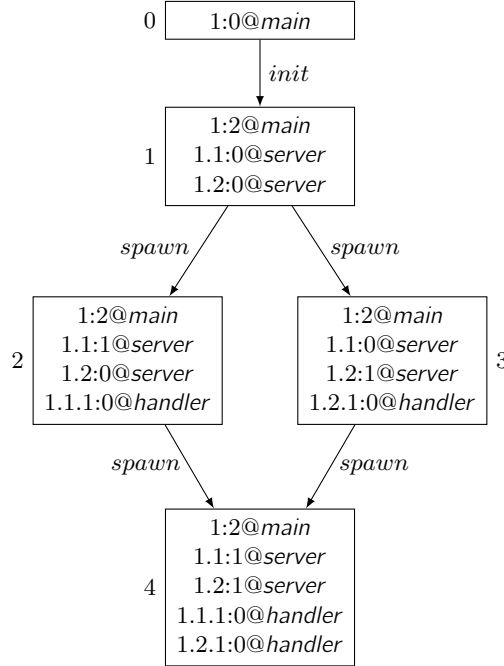 0
1:0@main
init
1
1:2@main
1.1:0@server
1.2:0@server
spawn
spawn
2
1:2@main
1.1:1@server
1.2:0@server
1.1.1:0@handler
1:2@main
1.1:0@server
1.2:1@server
1.2.1:0@handler
3
spawn
spawn
4
1:2@main
1.1:1@server
1.2:1@server
1.1.1:0@handler
1.2.1:0@handler